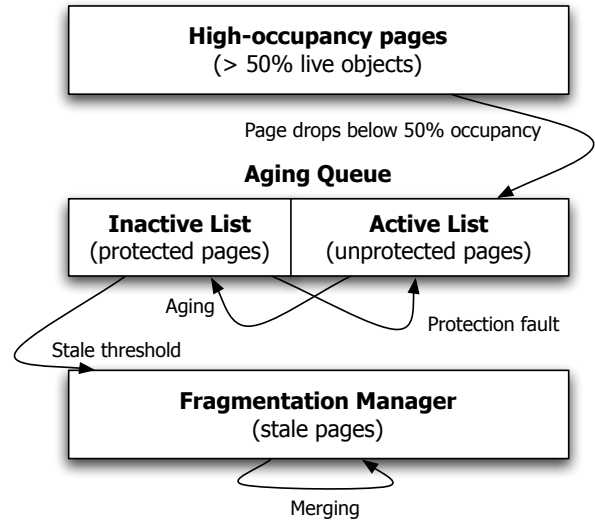 High-occupancy pages
(> 50% live objects)
Page drops below 50% occupancy
Aging Queue
Inactive List
(protected pages)
Active List
(unprotected pages)
Aging
Protection fault
Stale threshold
Fragmentation Manager
(stale pages)
Merging